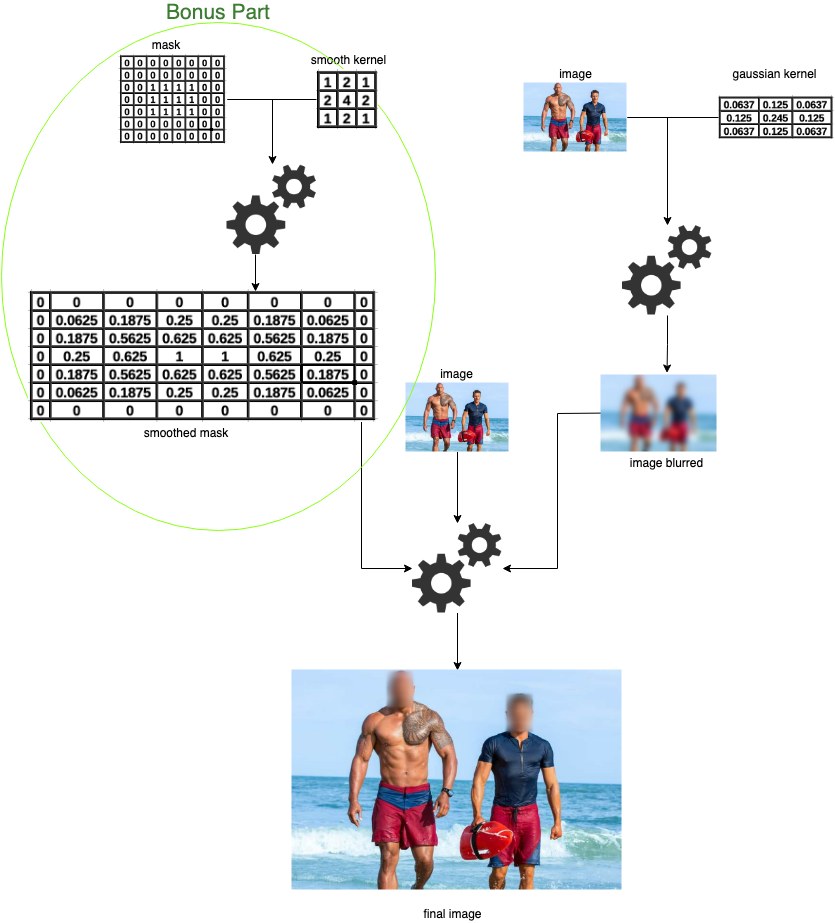 Bonus Part
mask
0 0 0 0 0 0 0 0
0 0 0 0 0 0 0 0
0 0 1 1 1 1 0 0
0 0 1 1 1 1 0 0
0 0 1 1 1 1 0 0
0 0 0 0 0 0 0 0
0 0 0 0 0 0 0 0
smooth kernel
1 2 1
2 4 2
1 2 1
image
gaussian kernel
0.0637 0.125 0.0637
0.125 0.245 0.125
0.0637 0.125 0.0637
0 0 0 0 0 0 0 0
0 0.0625 0.1875 0.25 0.25 0.1875 0.0625 0
0 0.1875 0.5625 0.625 0.625 0.5625 0.1875 0
0 0.25 0.625 1 1 0.625 0.25 0
0 0.1875 0.5625 0.625 0.625 0.5625 0.1875 0
0 0.0625 0.1875 0.25 0.25 0.1875 0.0625 0
0 0 0 0 0 0 0 0
smoothed mask
image
image blurred
final image